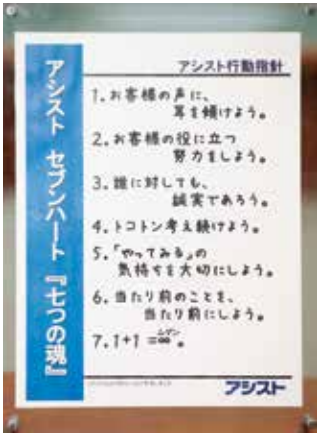 アシスト セブンハート『七つの魂』
アシスト行動指針
1.お客様の声に、
耳を傾けよう。
2.お客様の役に立つ
努力をしよう。
3.誰に対しても、
誠実であろう。
4.トコトン考え続けよう。
5.「やってみる」の
気持ちを大切にしよう。
6.当たり前のことを、
当たり前にしよう。
7.1+1=∞。
ムゲン
アシスト